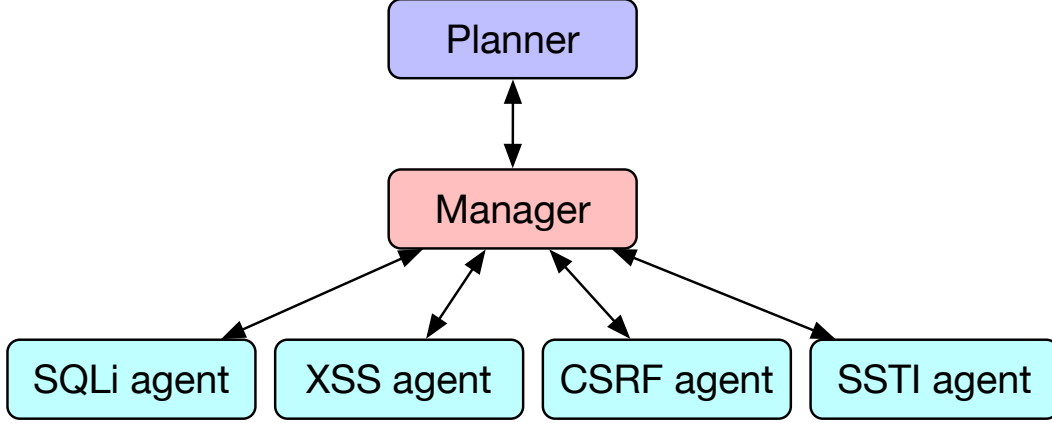 Planner
Manager
SQLi agent
XSS agent
CSRF agent
SSTI agent